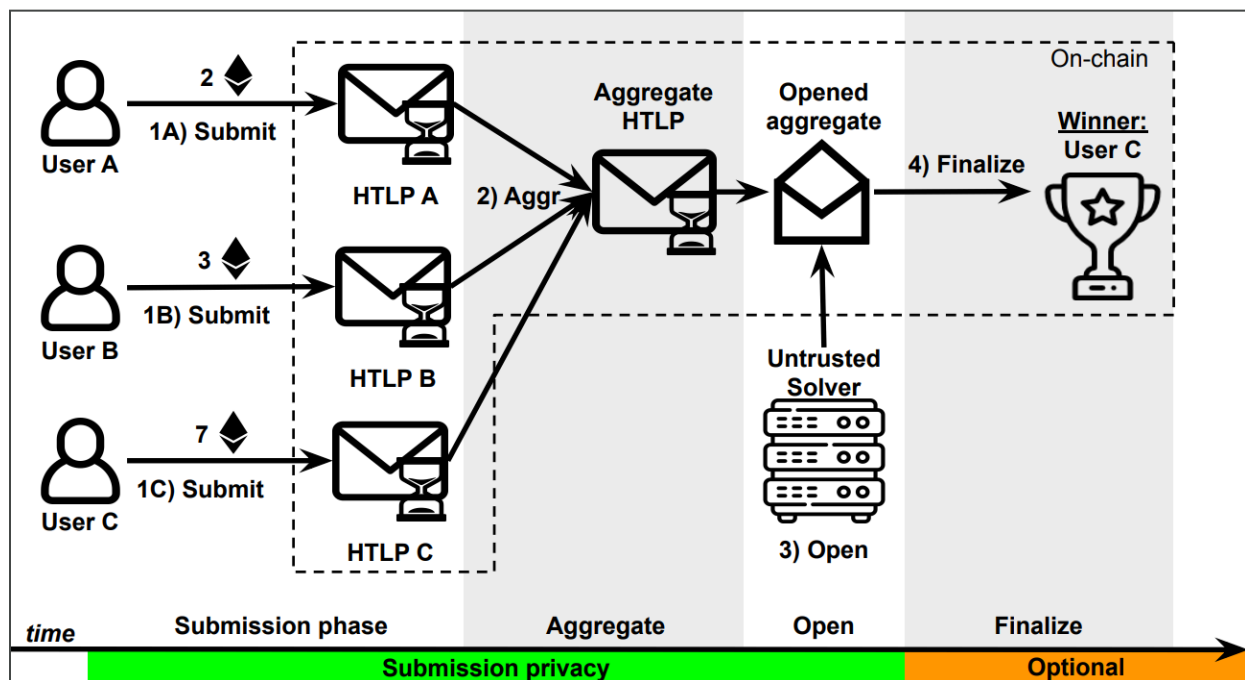 On-chain
2
1A) Submit
User A
HTLP A
3
1B) Submit
User B
HTLP B
7
1C) Submit
User C
HTLP C
2) Aggr
Aggregate
HTLP
Opened
aggregate
4) Finalize
Winner:
User C
Untrusted
Solver
3) Open
time
Submission phase
Aggregate
Open
Finalize
Submission privacy
Optional